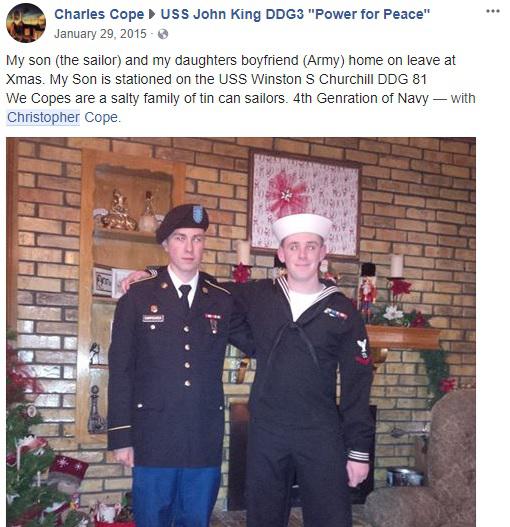 Charles Cope ▶ USS John King DDG3 "Power for Peace"
January 29, 2015 ·
My son (the sailor) and my daughters boyfriend (Army) home on leave at
Xmas. My Son is stationed on the USS Winston S Churchill DDG 81
We Copes are a salty family of tin can sailors. 4th Genration of Navy — with
Christopher Cope.